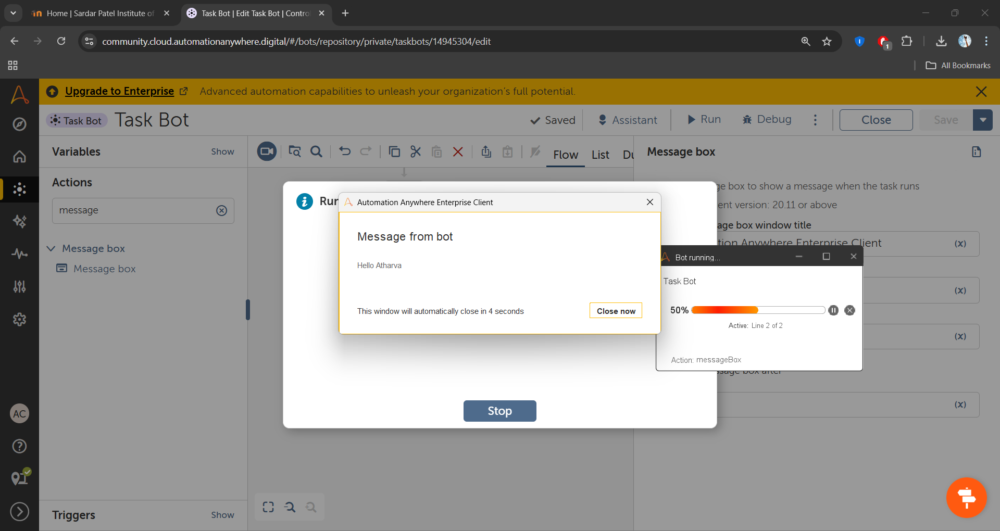 Home | Sardar Patel Institute of
Task Bot | Edit Task Bot | Contro
community.cloud.automationanywhere.digital/#/bots/repository/private/taskbots/14945304/edit
1
All Bookmarks
Upgrade to Enterprise
Advanced automation capabilities to unleash your organization's full potential.
Task Bot
Task Bot
Saved
Assistant
Run
Debug
Close
Save
Variables
Show
Flow
List
Du
Message box
Actions
message
Message box
Message box
ge box to show a message when the task runs
ent version: 20.11 or above
age box window title
tion Anywhere Enterprise Client
(x)
(x)
(x)
ssage box after
(x)
Run
Automation Anywhere Enterprise Client
Message from bot
Hello Atharva
This window will automatically close in 4 seconds
Close now
Bot running...
Task Bot
50%
Active: Line 2 of 2
Action: messageBox
Stop
AC
Triggers
Show